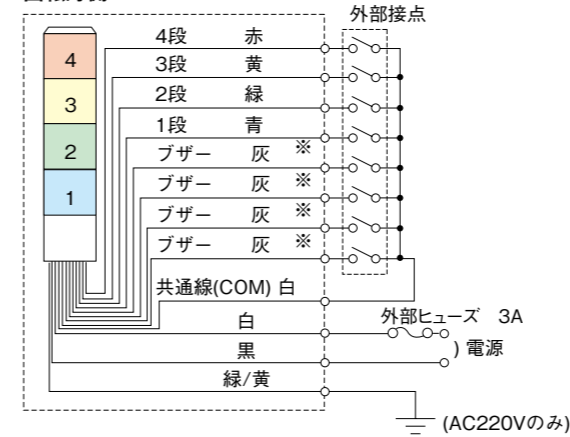 外部接点
4段 赤
3段 黄
2段 緑
1段 青
ブザー 灰 ※
ブザー 灰 ※
ブザー 灰 ※
ブザー 灰 ※
4
3
2
1
共通線(COM) 白
白
外部ヒューズ 3A
黒
) 電源
緑/黄
(AC220Vのみ)